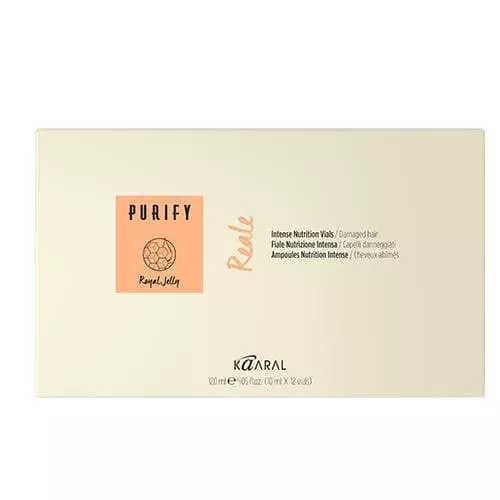 PURIFY
Royal Jelly
Reale
Intense Nutrition Vials / Damaged hair
Fiale Nutrizione Intensa / Capelli danneggiati
Ampoules Nutrition Intense / Cheveux abîmés
KAARAL
120 ml ℮ 4.05 fl.oz. (10 ml X 12 vials)